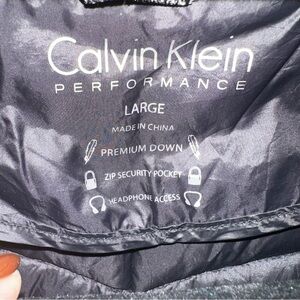 Calvin Klein
PERFORMANCE
LARGE
MADE IN CHINA
PREMIUM DOWN
ZIP SECURITY POCKET
HEADPHONE ACCESS